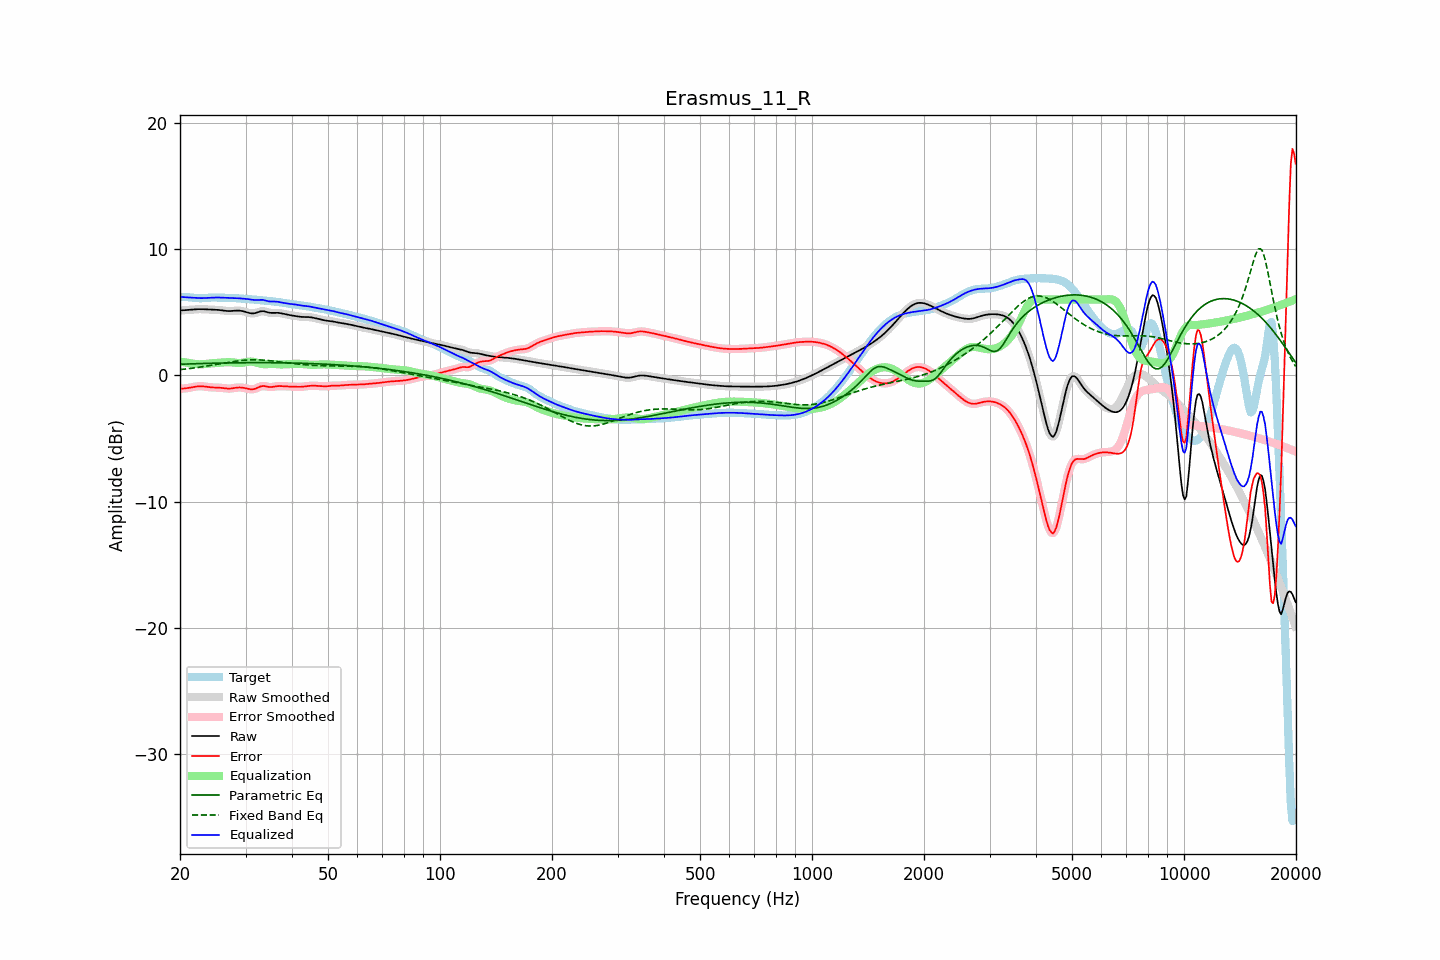 Erasmus_11_R
20
10
0
−10
−20
−30
Amplitude (dBr)
Target
Raw Smoothed
Error Smoothed
Raw
Error
Equalization
Parametric Eq
Fixed Band Eq
Equalized
20 50 100 200 500 1000 2000 5000 10000 20000
Frequency (Hz)